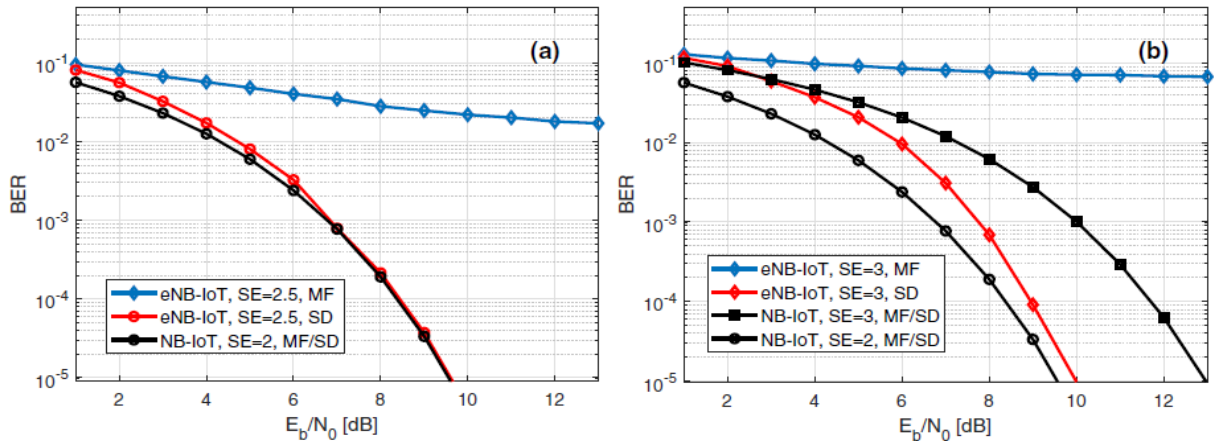 (a)
BER
10^-1
10^-2
10^-3
10^-4
10^-5
eNB-IoT, SE=2.5, MF
eNB-IoT, SE=2.5, SD
NB-IoT, SE=2, MF/SD
2 4 6 8 10 12
E_b/N_0 [dB]
(b)
BER
10^-1
10^-2
10^-3
10^-4
10^-5
eNB-IoT, SE=3, MF
eNB-IoT, SE=3, SD
NB-IoT, SE=3, MF/SD
NB-IoT, SE=2, MF/SD
2 4 6 8 10 12
E_b/N_0 [dB]